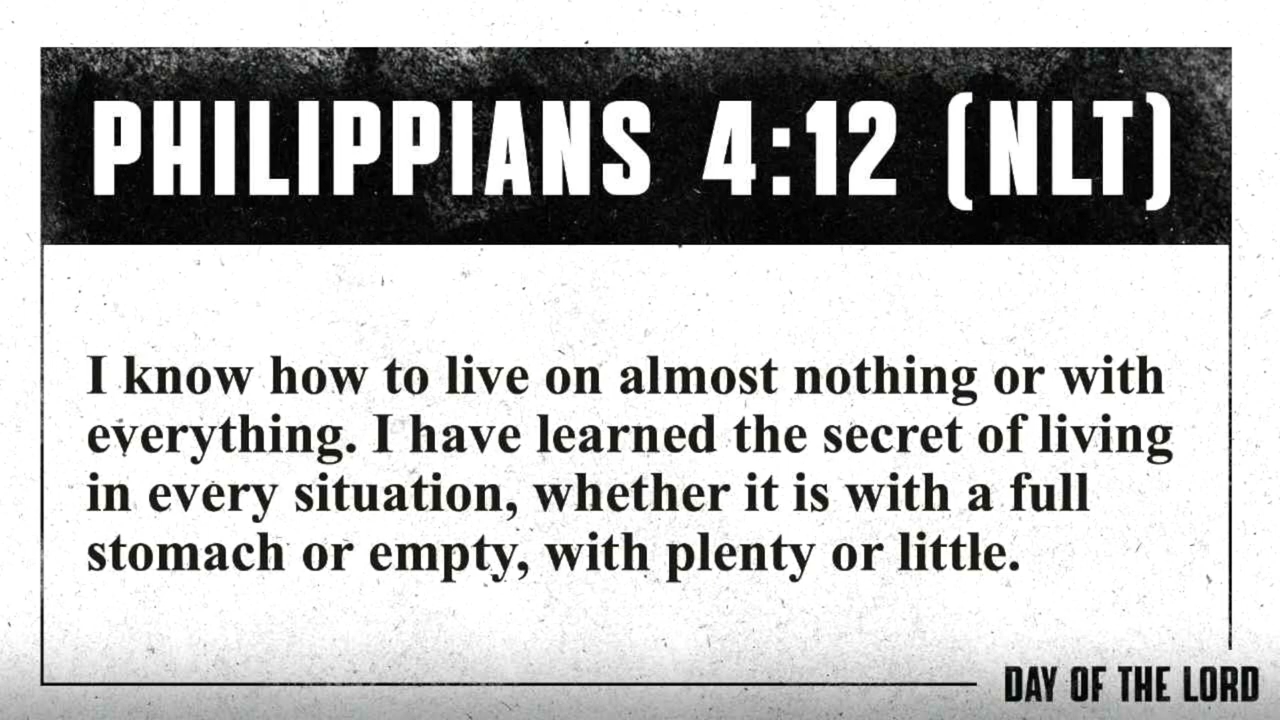 PHILIPPIANS 4:12 (NLT)
I know how to live on almost nothing or with
everything. I have learned the secret of living
in every situation, whether it is with a full
stomach or empty, with plenty or little.
DAY OF THE LORD